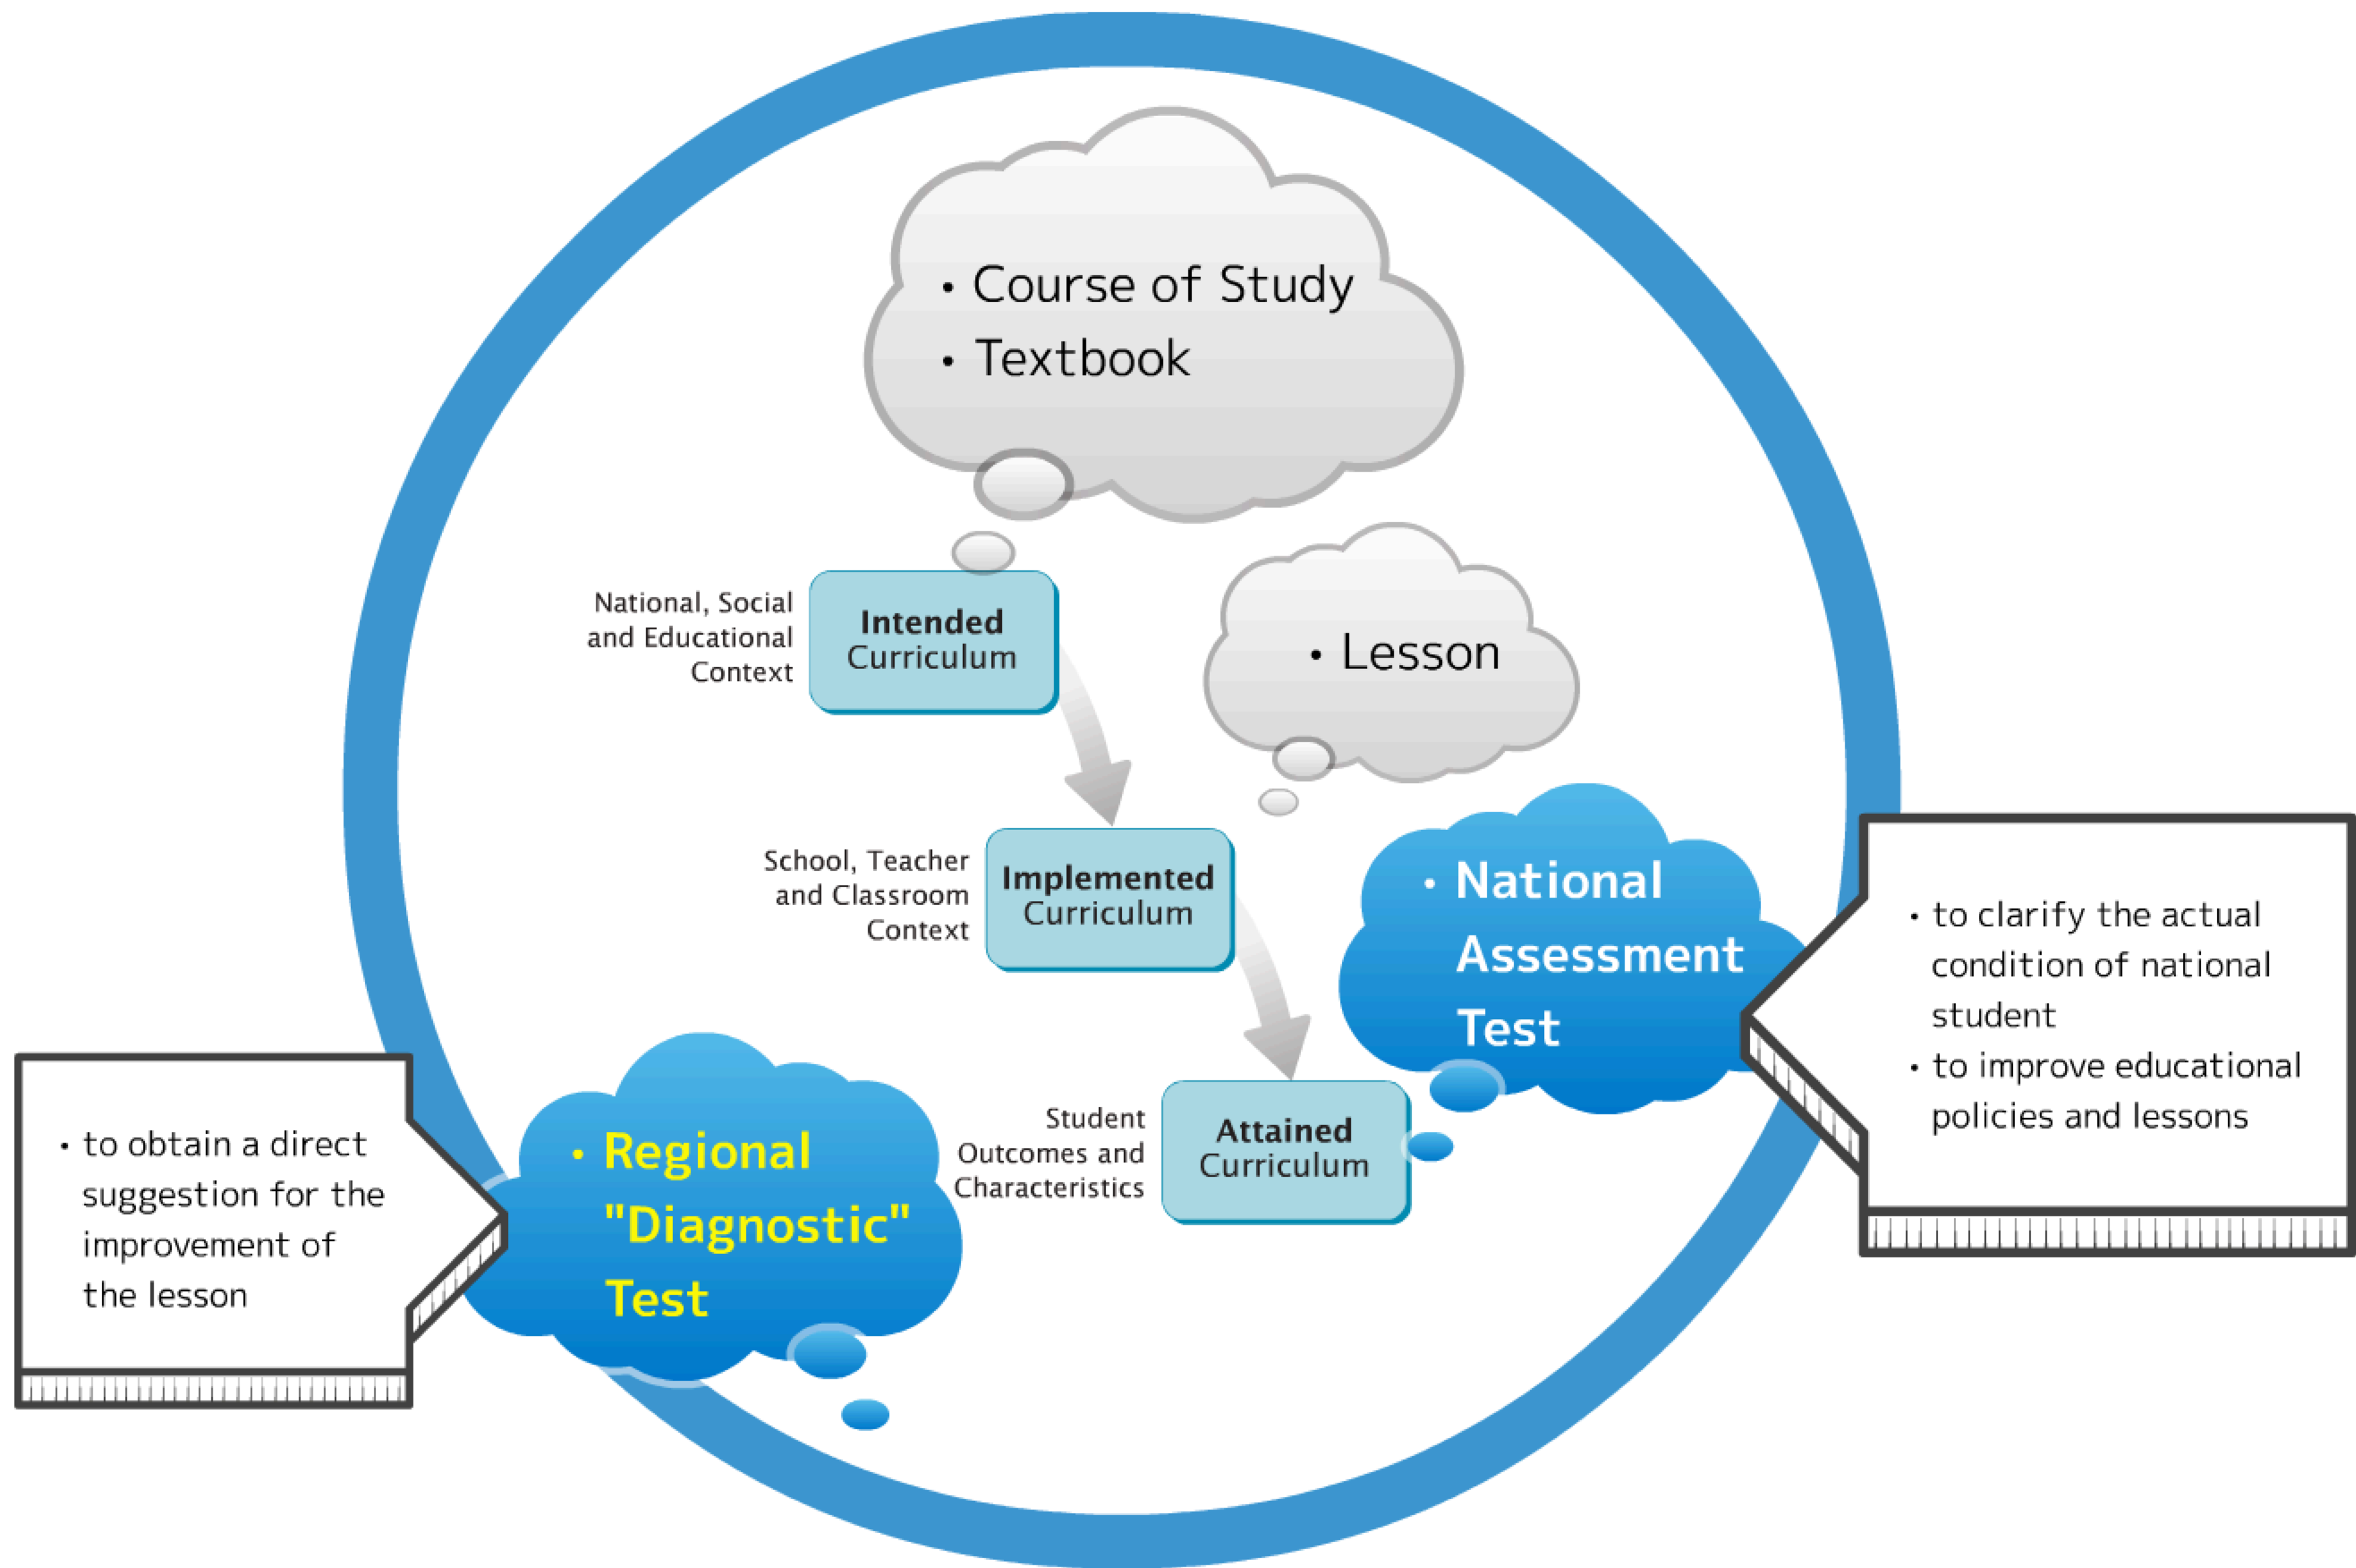 • Course of Study
• Textbook
National, Social
and Educational
Context
Intended
Curriculum
• Lesson
School, Teacher
and Classroom
Context
Implemented
Curriculum
• National
Assessment
Test
• to clarify the actual
condition of national
student
• to improve educational
policies and lessons
Student
Outcomes and
Characteristics
Attained
Curriculum
• Regional
"Diagnostic"
Test
• to obtain a direct
suggestion for the
improvement of
the lesson